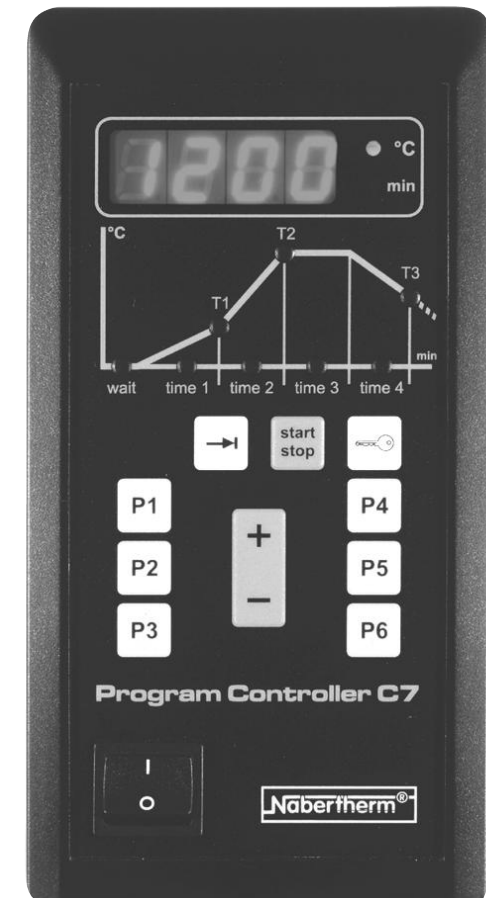 1200 °C
min
°C
T2
T3
T1
min
wait time 1 time 2 time 3 time 4
start
stop
P1 P4
+
P2 P5
−
P3 P6
Program Controller C7
I
O
Nabertherm®